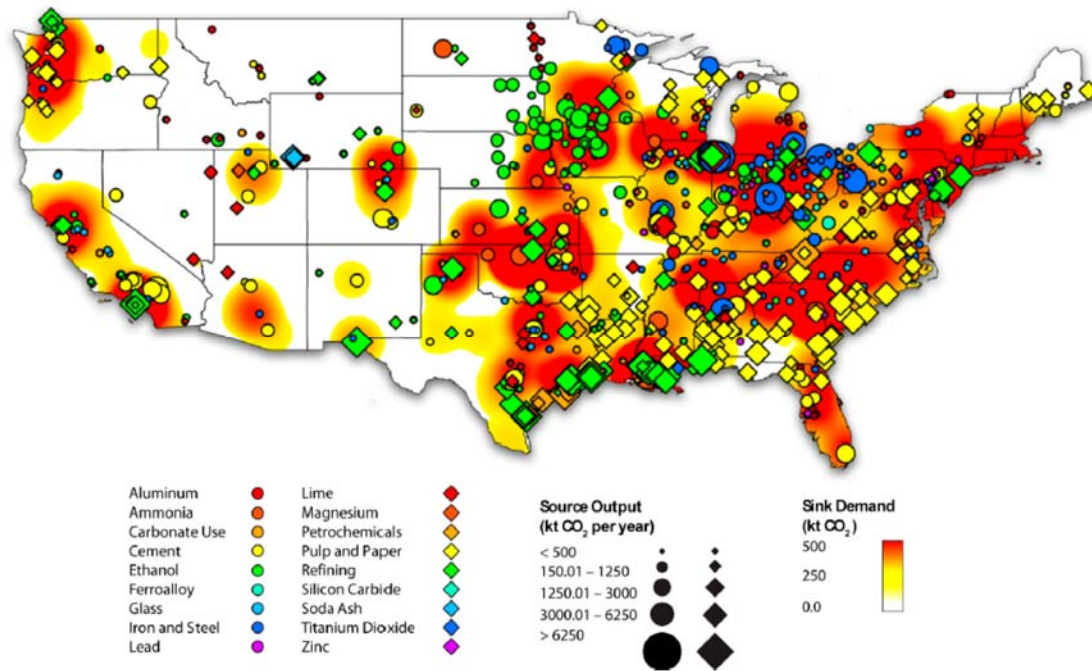 Aluminum
Ammonia
Carbonate Use
Cement
Ethanol
Ferroalloy
Glass
Iron and Steel
Lead
Lime
Magnesium
Petrochemicals
Pulp and Paper
Refining
Silicon Carbide
Soda Ash
Titanium Dioxide
Zinc
Source Output
(kt CO₂ per year)
< 500
150.01 – 1250
1250.01 – 3000
3000.01 – 6250
> 6250
Sink Demand
(kt CO₂)
500
250
0.0